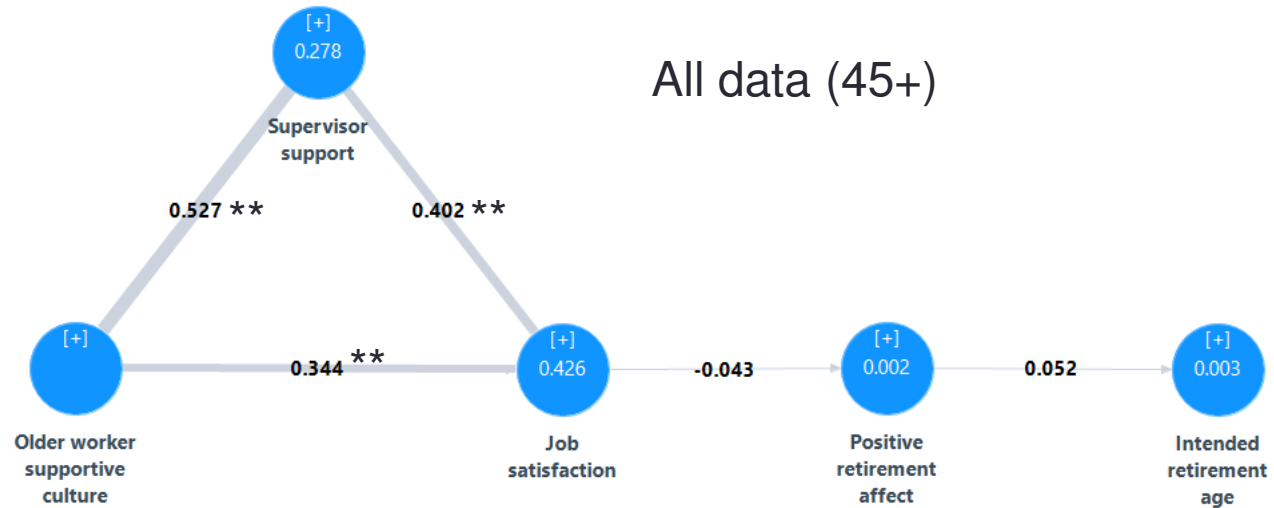 [+]
0.278
All data (45+)
Supervisor
support
0.527 **
0.402 **
[+]
0.344 **
[+]
0.426
-0.043
[+]
0.002
0.052
[+]
0.003
Older worker
supportive
culture
Job
satisfaction
Positive
retirement
affect
Intended
retirement
age